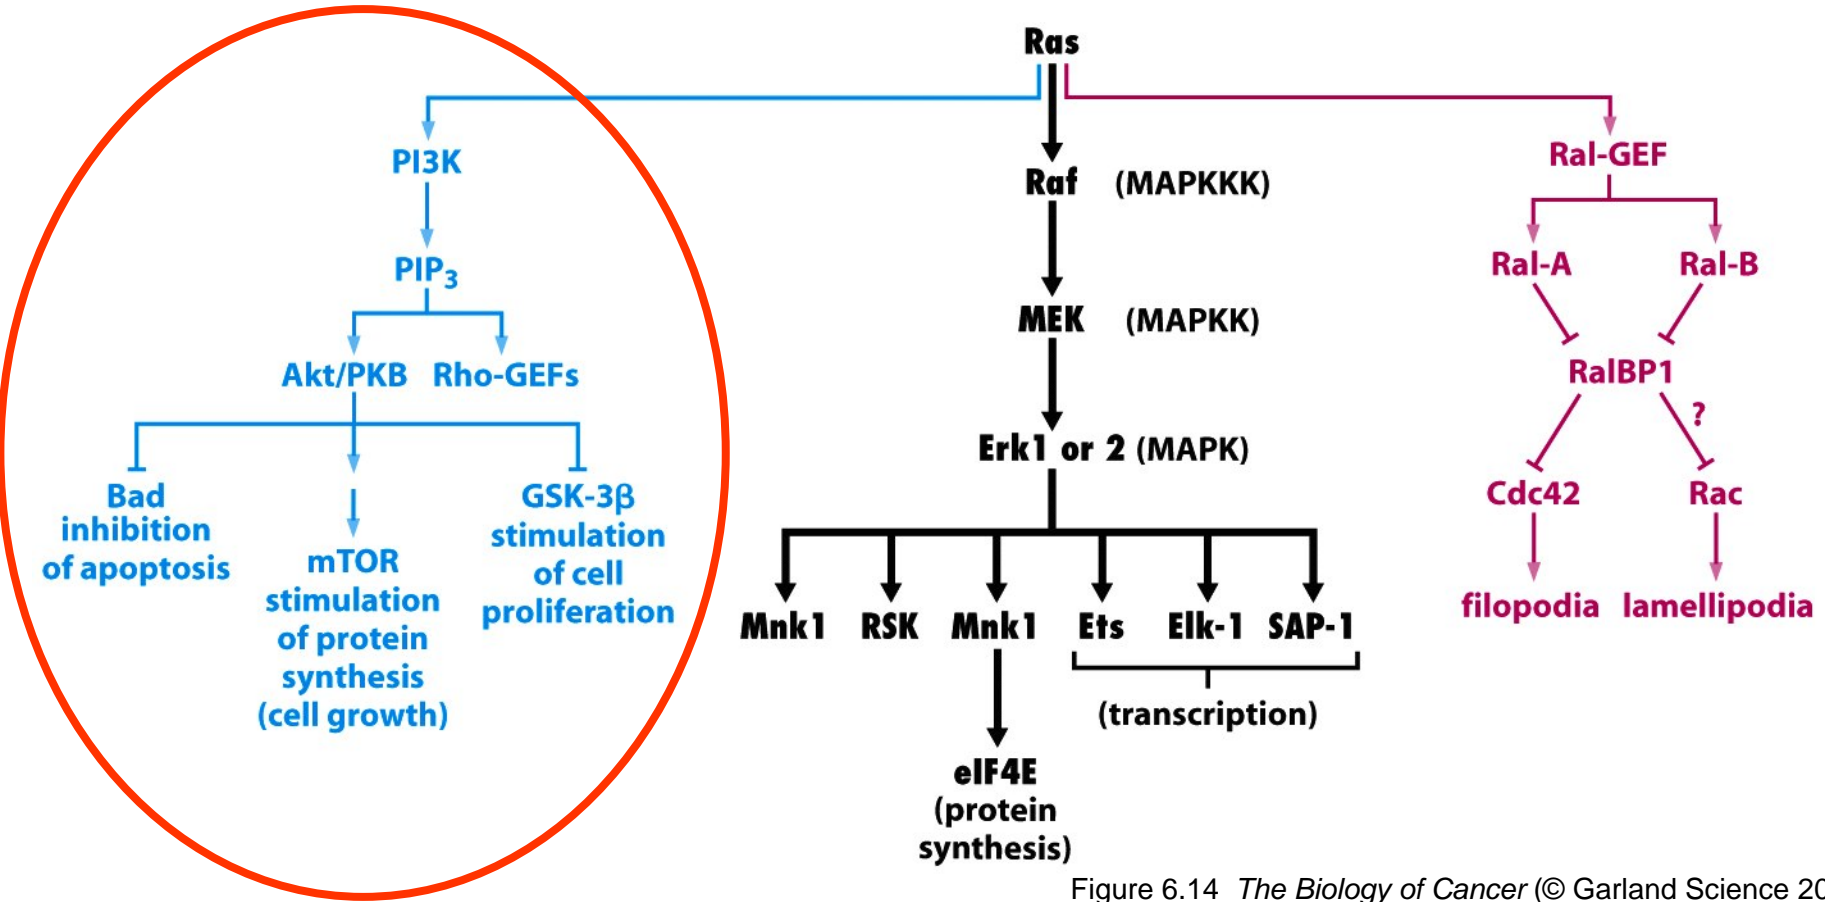 Ras
PI3K
PIP3
Akt/PKB Rho-GEFs
Bad
inhibition
of apoptosis
mTOR
stimulation
of protein
synthesis
(cell growth)
GSK-3β
stimulation
of cell
proliferation
Raf (MAPKKK)
MEK (MAPKK)
Erk1 or 2 (MAPK)
Mnk1 RSK Mnk1 Ets Elk-1 SAP-1
(transcription)
eIF4E
(protein
synthesis)
Ral-GEF
Ral-A Ral-B
RalBP1
?
Cdc42 Rac
filopodia lamellipodia
Figure 6.14 The Biology of Cancer (© Garland Science 20